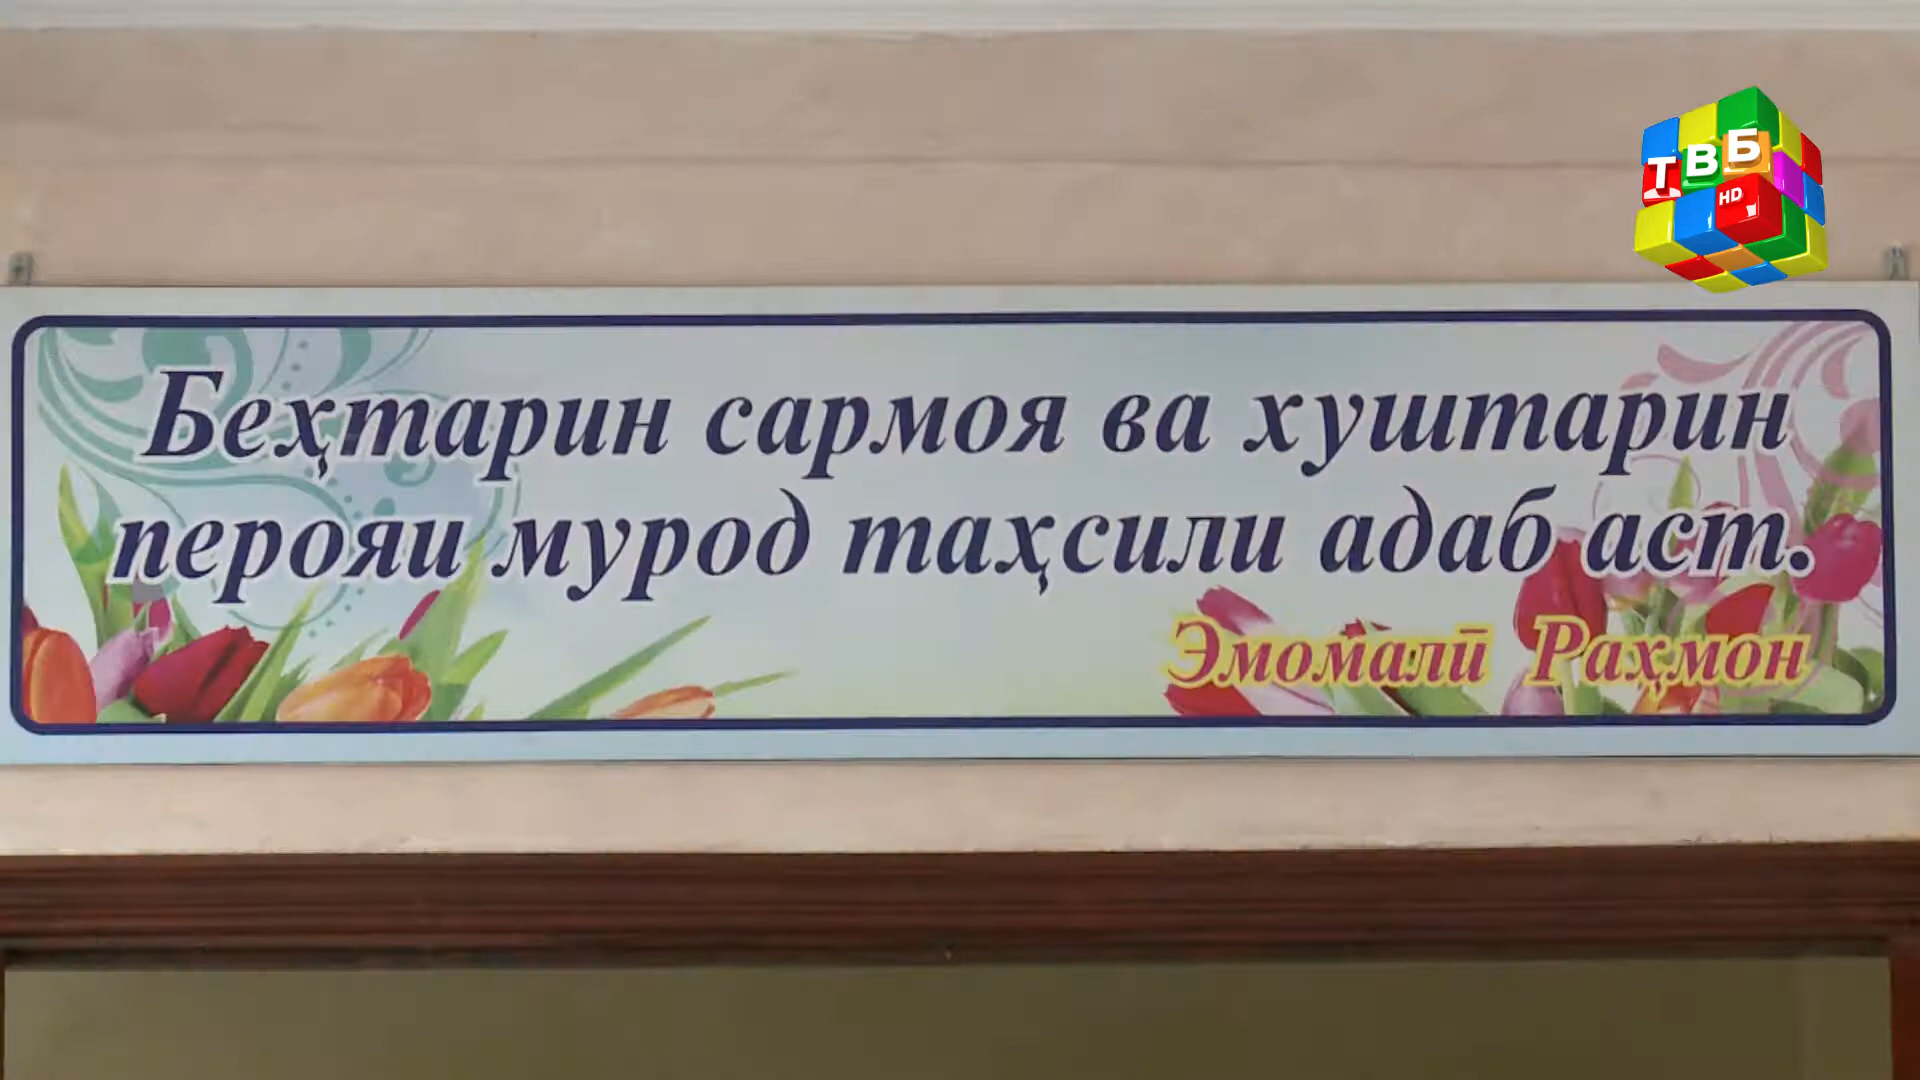 ТВБ
HD
Беҳтарин сармоя ва хуштарин
перояи мурод таҳсили адаб аст.
Эмомалӣ Раҳмон